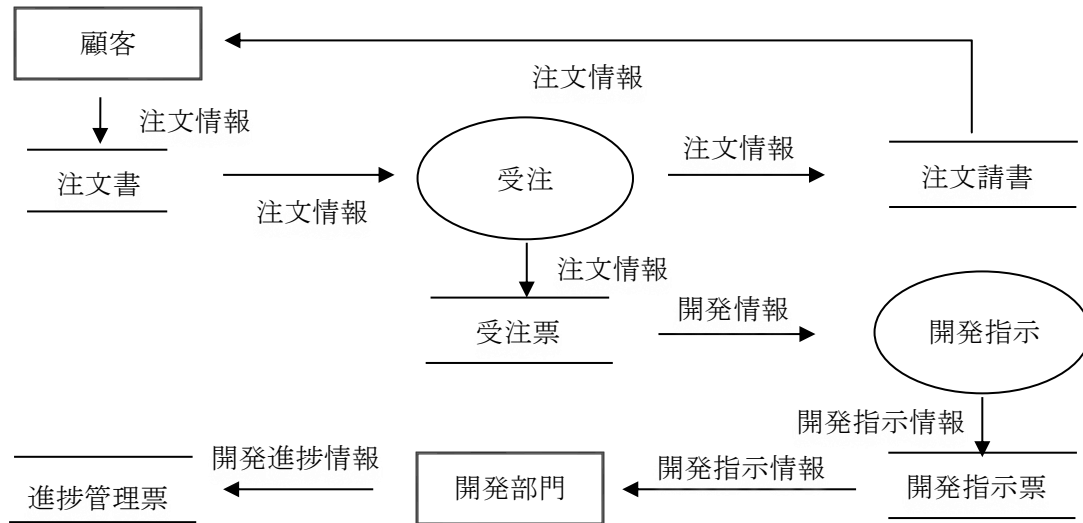 顧客
注文情報
注文情報
注文書
注文情報
受注
注文情報
注文請書
注文情報
受注票
開発情報
開発指示
開発指示情報
進捗管理票
開発進捗情報
開発部門
開発指示情報
開発指示票